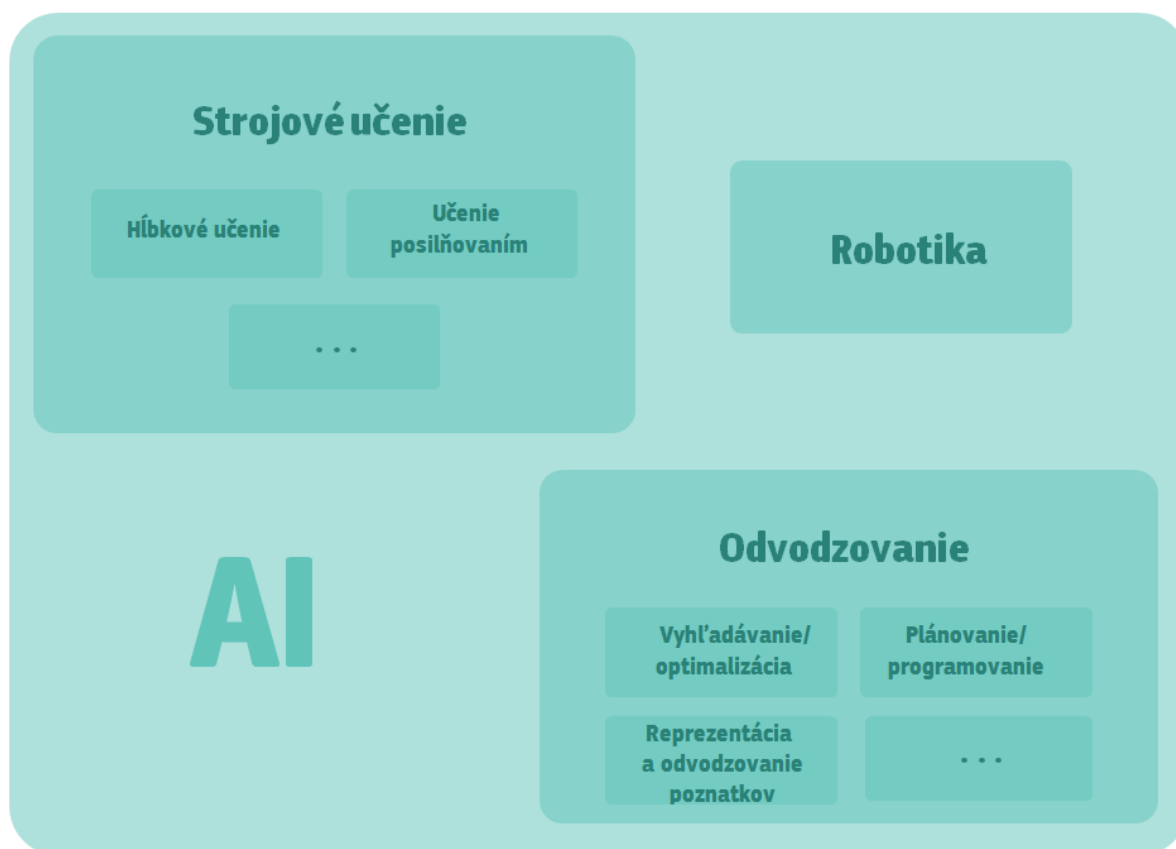 Strojové učenie
Hĺbkové učenie
Učenie
posilňovaním
. . .
Robotika
AI
Odvodzovanie
Vyhľadávanie/
optimalizácia
Plánovanie/
programovanie
Reprezentácia
a odvodzovanie
poznatkov
. . .